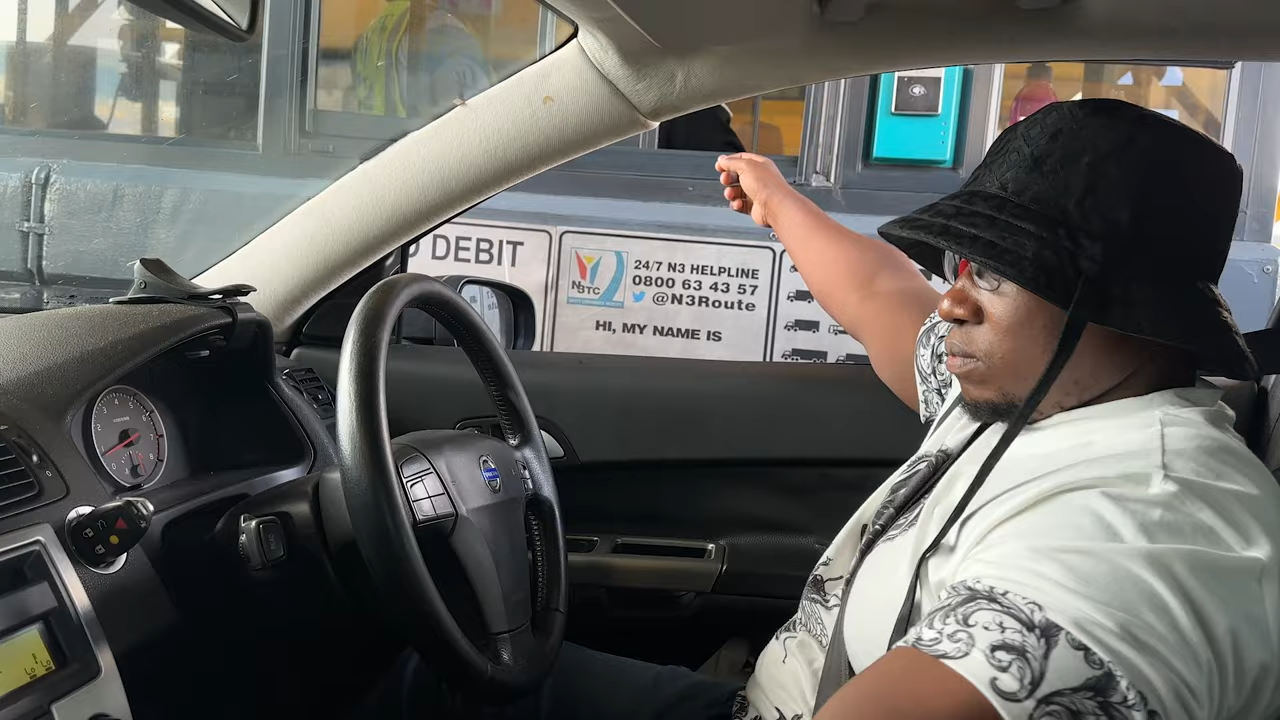 DEBIT
N3TC
24/7 N3 HELPLINE
0800 63 43 57
@N3Route
HI, MY NAME IS